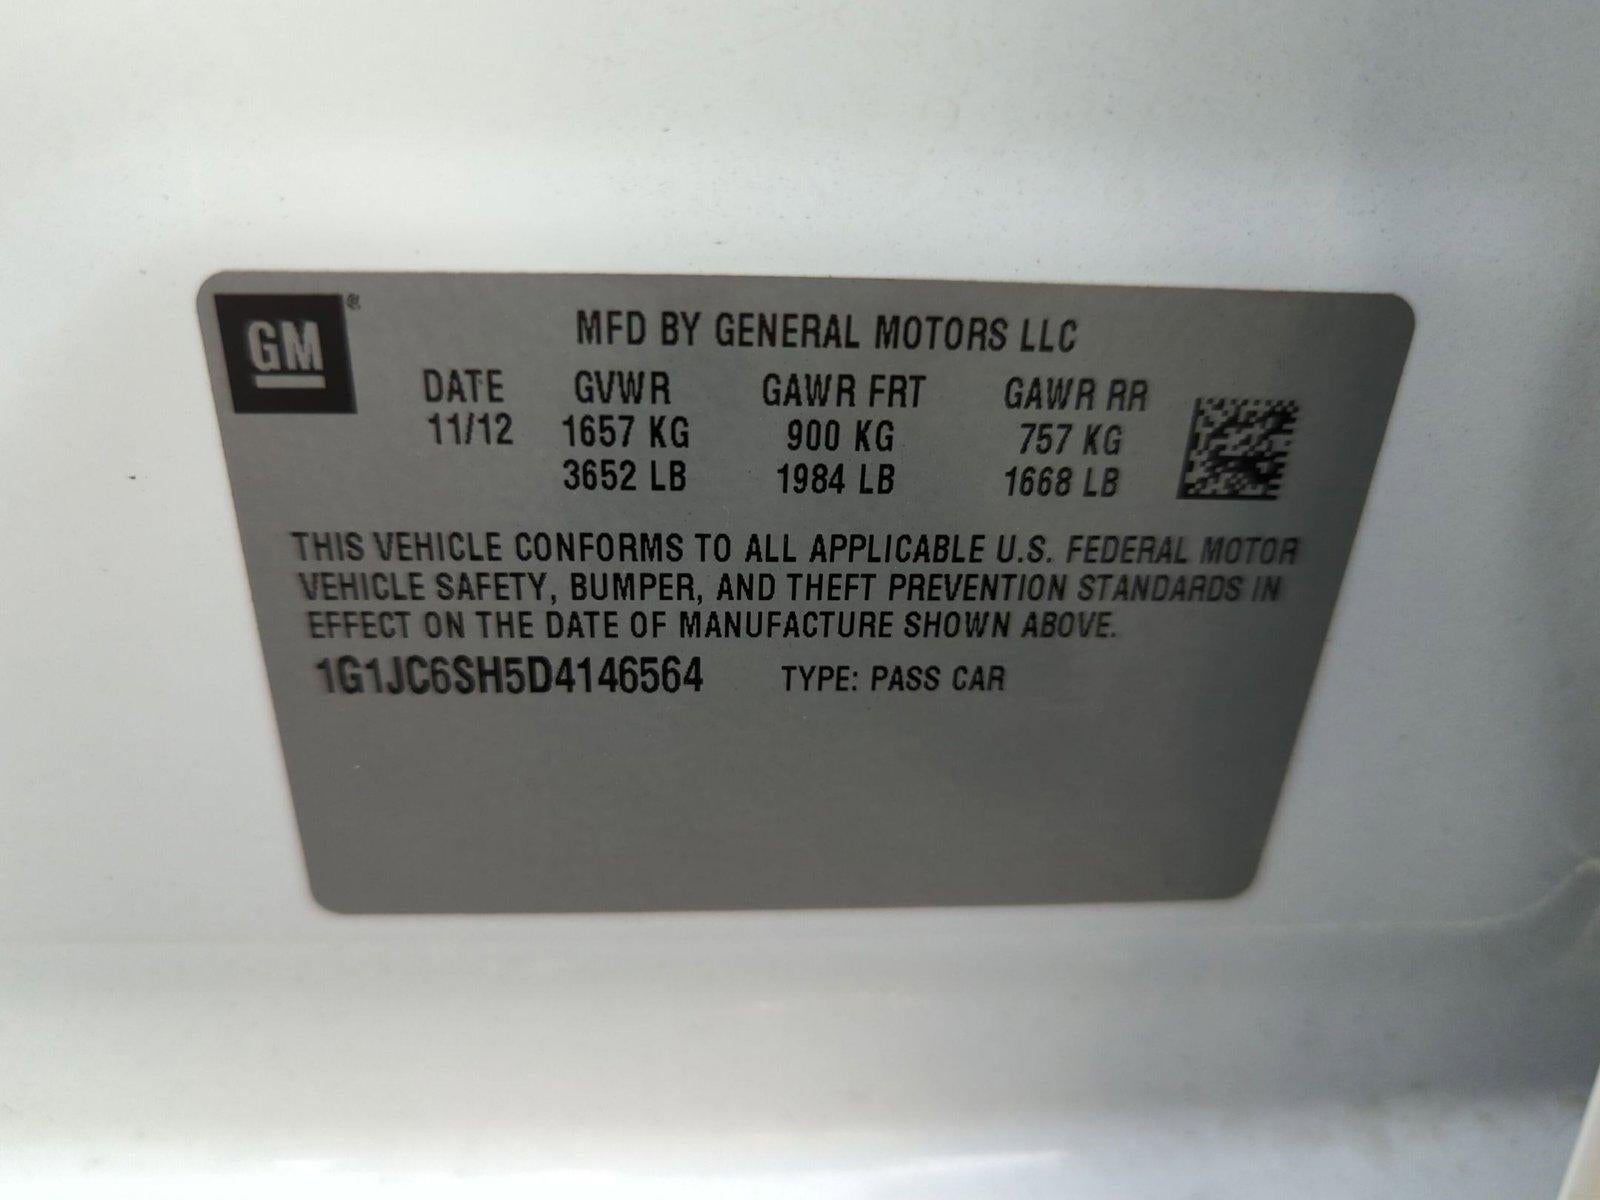 GM ®
MFD BY GENERAL MOTORS LLC
DATE GVWR GAWR FRT GAWR RR
11/12 1657 KG 900 KG 757 KG
3652 LB 1984 LB 1668 LB
THIS VEHICLE CONFORMS TO ALL APPLICABLE U.S. FEDERAL MOTOR
VEHICLE SAFETY, BUMPER, AND THEFT PREVENTION STANDARDS IN
EFFECT ON THE DATE OF MANUFACTURE SHOWN ABOVE.
1G1JC6SH5D4146564 TYPE: PASS CAR